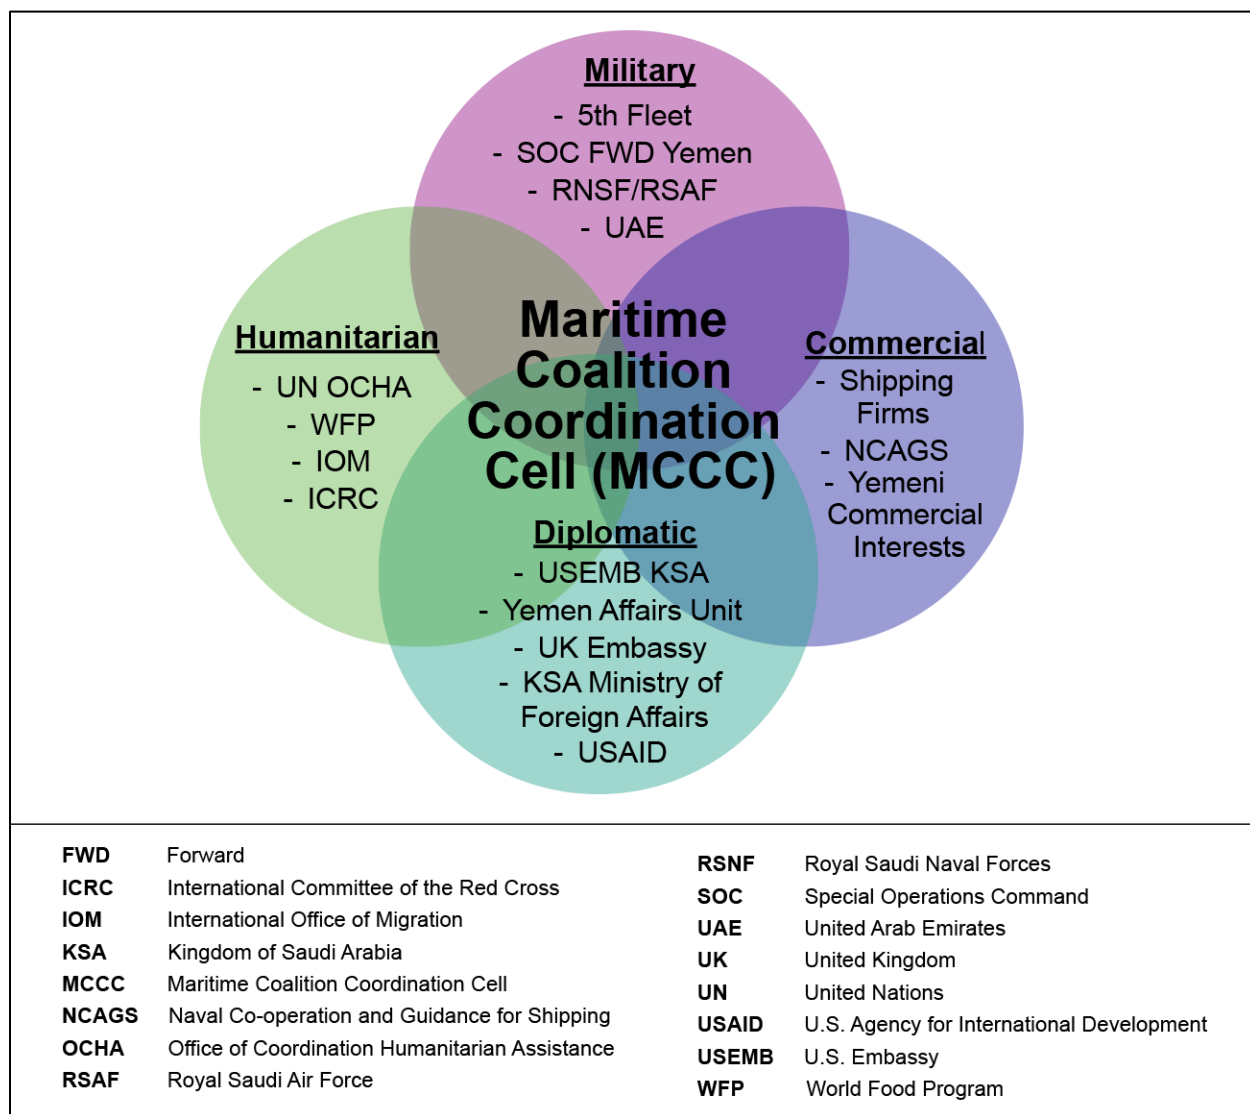 Military
- 5th Fleet
- SOC FWD Yemen
- RNSF/RSAF
- UAE
Humanitarian
- UN OCHA
- WFP
- IOM
- ICRC
Maritime
Coalition
Coordination
Cell (MCCC)
Commercial
- Shipping
Firms
- NCAGS
- Yemeni
Commercial
Interests
Diplomatic
- USEMB KSA
- Yemen Affairs Unit
- UK Embassy
- KSA Ministry of
Foreign Affairs
- USAID
FWD Forward
ICRC International Committee of the Red Cross
IOM International Office of Migration
KSA Kingdom of Saudi Arabia
MCCC Maritime Coalition Coordination Cell
NCAGS Naval Co-operation and Guidance for Shipping
OCHA Office of Coordination Humanitarian Assistance
RSAF Royal Saudi Air Force
RSNF Royal Saudi Naval Forces
SOC Special Operations Command
UAE United Arab Emirates
UK United Kingdom
UN United Nations
USAID U.S. Agency for International Development
USEMB U.S. Embassy
WFP World Food Program